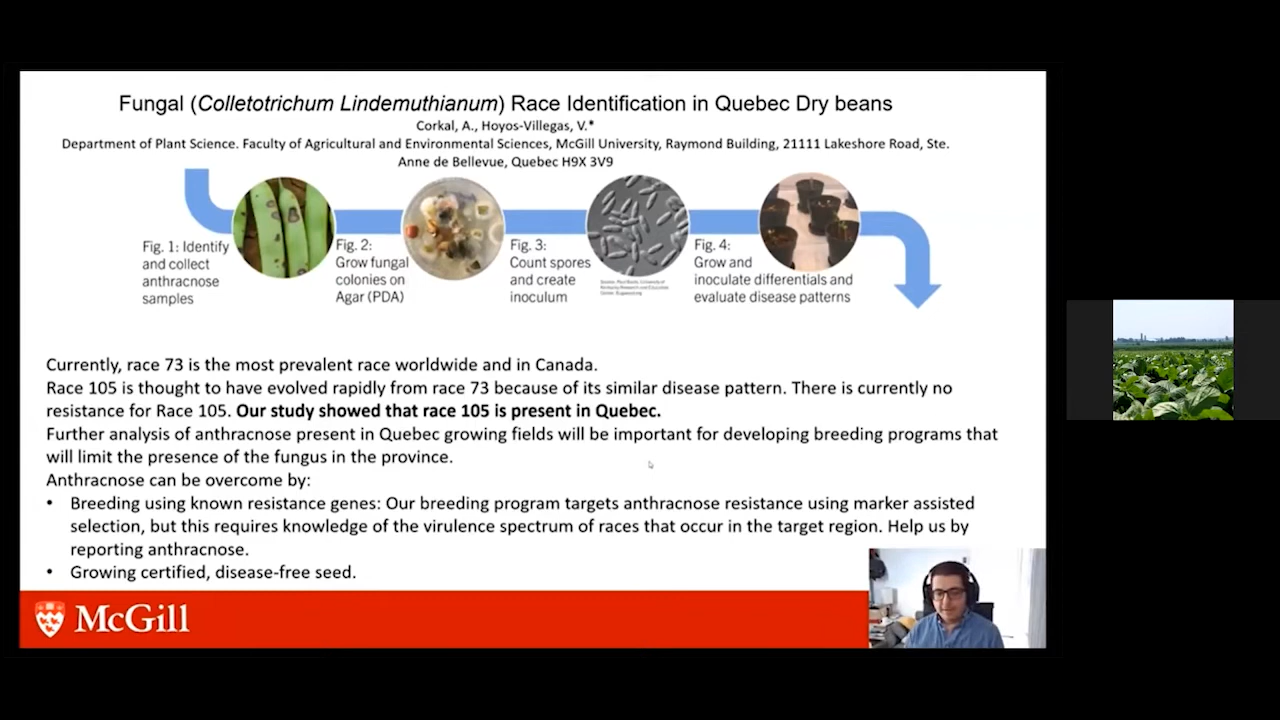 Fungal (Colletotrichum Lindemuthianum) Race Identification in Quebec Dry beans
Corkal, A., Hoyos-Villegas, V.*
Department of Plant Science. Faculty of Agricultural and Environmental Sciences, McGill University, Raymond Building, 21111 Lakeshore Road, Ste.
Anne de Bellevue, Quebec H9X 3V9
Fig. 1: Identify
and collect
anthracnose
samples
Fig. 2:
Grow fungal
colonies on
Agar (PDA)
Fig. 3:
Count spores
and create
inoculum
Fig. 4:
Grow and
inoculate differentials and
evaluate disease patterns
Currently, race 73 is the most prevalent race worldwide and in Canada.
Race 105 is thought to have evolved rapidly from race 73 because of its similar disease pattern. There is currently no
resistance for Race 105. Our study showed that race 105 is present in Quebec.
Further analysis of anthracnose present in Quebec growing fields will be important for developing breeding programs that
will limit the presence of the fungus in the province.
Anthracnose can be overcome by:
• Breeding using known resistance genes: Our breeding program targets anthracnose resistance using marker assisted
selection, but this requires knowledge of the virulence spectrum of races that occur in the target region. Help us by
reporting anthracnose.
• Growing certified, disease-free seed.
McGill